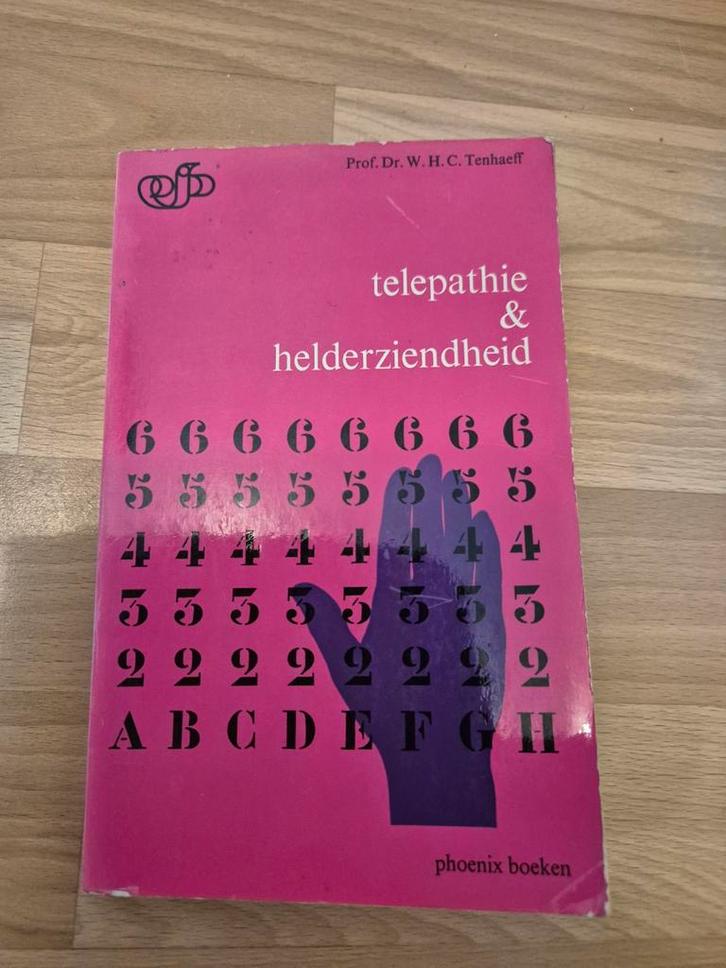 Prof. Dr. W. H. C. Tenhaeff
telepathie
&
helderziendheid
6 6 6 6 6 6 6 6
5 5 5 5 5 5 5 5
4 4 4 4 4 4 4 4
3 3 3 3 3 3 3 3
2 2 2 2 2 2 2 2
A B C D E F G H
phoenix boeken